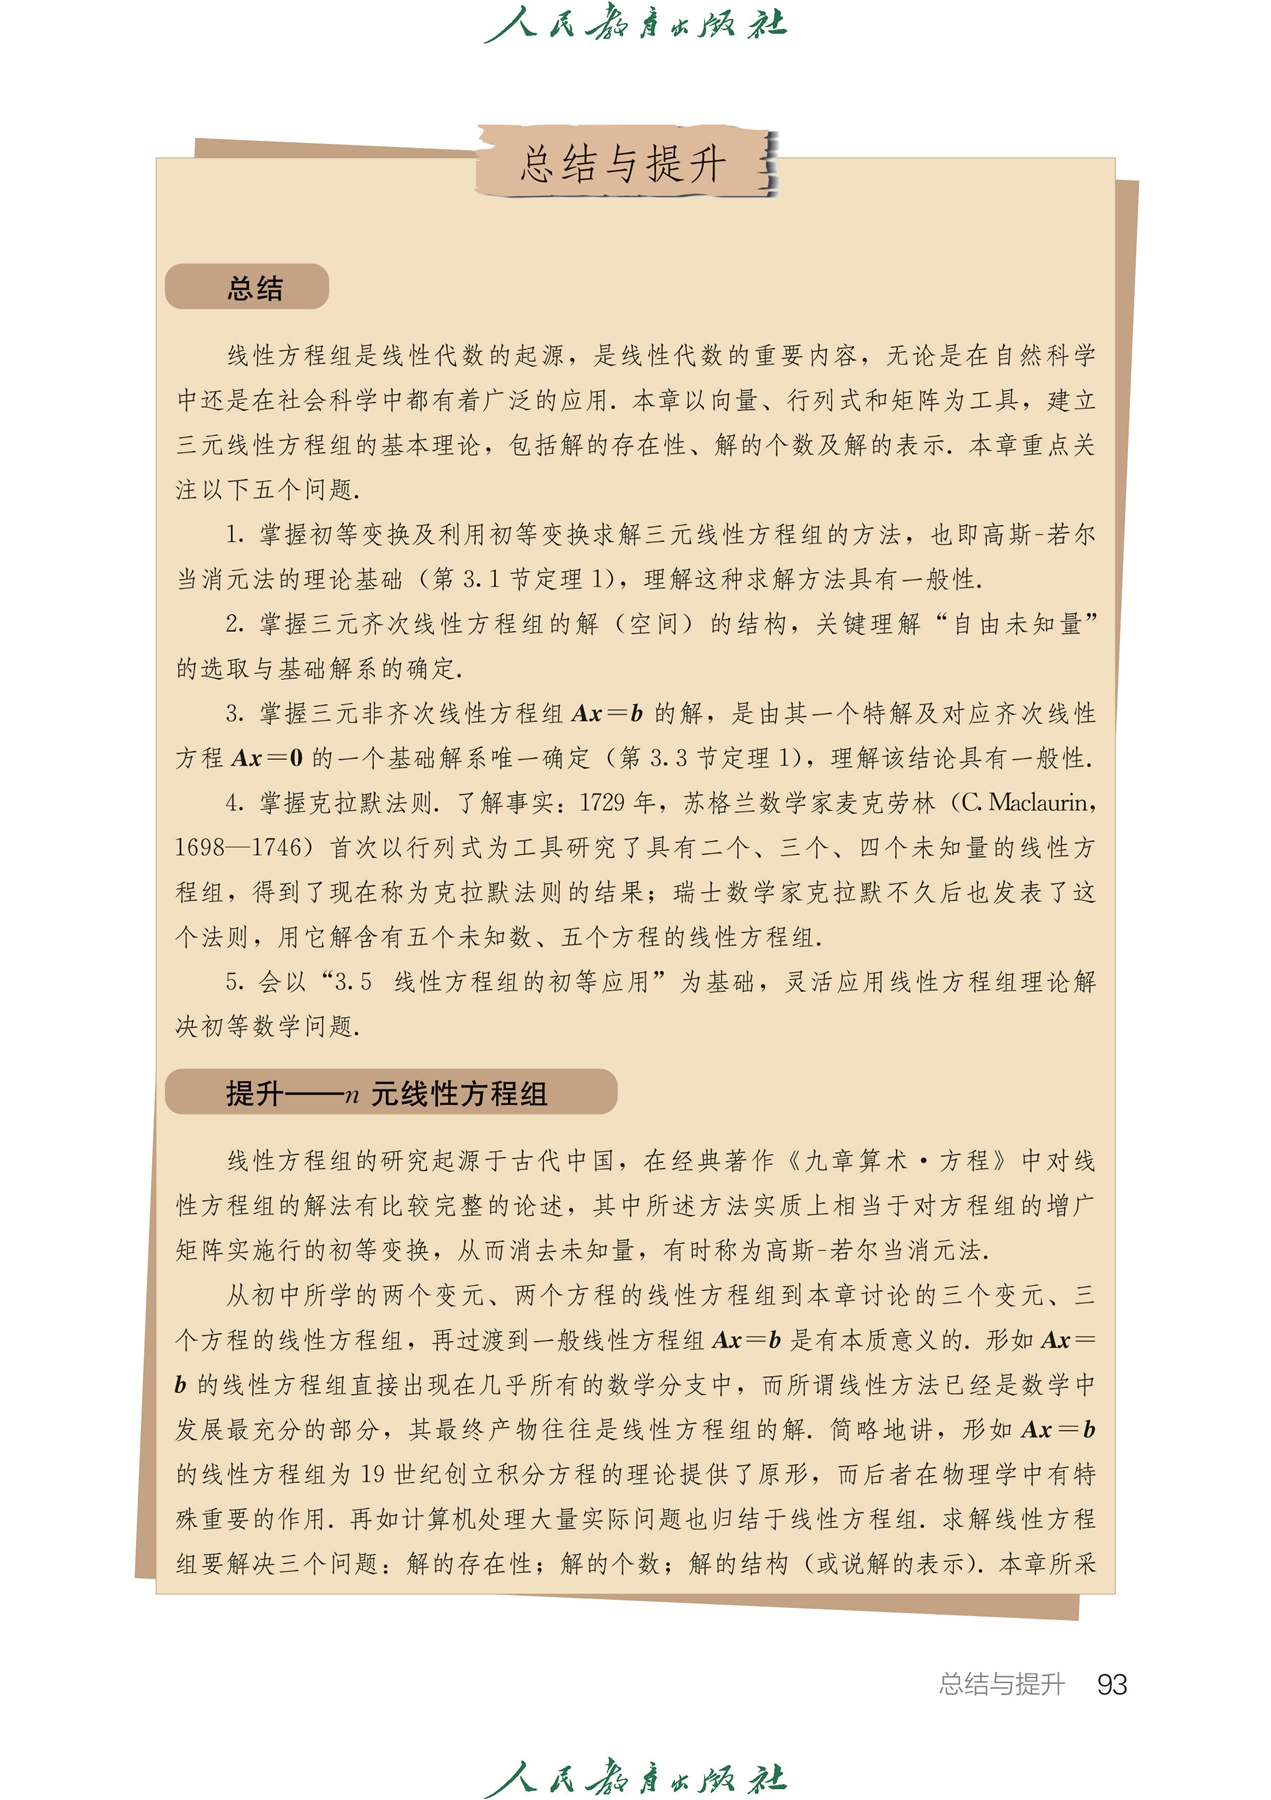 人民教育出版社
总结与提升
总结
线性方程组是线性代数的起源，是线性代数的重要内容，无论是在自然科学
中还是在社会科学中都有着广泛的应用. 本章以向量、行列式和矩阵为工具，建立
三元线性方程组的基本理论，包括解的存在性、解的个数及解的表示. 本章重点关
注以下五个问题.
1. 掌握初等变换及利用初等变换求解三元线性方程组的方法，也即高斯-若尔
当消元法的理论基础（第 3.1 节定理 1），理解这种求解方法具有一般性.
2. 掌握三元齐次线性方程组的解（空间）的结构，关键理解“自由未知量”
的选取与基础解系的确定.
3. 掌握三元非齐次线性方程组 Ax=b 的解，是由其一个特解及对应齐次线性
方程 Ax=0 的一个基础解系唯一确定（第 3.3 节定理 1），理解该结论具有一般性.
4. 掌握克拉默法则. 了解事实：1729 年，苏格兰数学家麦克劳林（C. Maclaurin，
1698—1746）首次以行列式为工具研究了具有二个、三个、四个未知量的线性方
程组，得到了现在称为克拉默法则的结果；瑞士数学家克拉默不久后也发表了这
个法则，用它解含有五个未知数、五个方程的线性方程组.
5. 会以“3.5 线性方程组的初等应用”为基础，灵活应用线性方程组理论解
决初等数学问题.
提升——n 元线性方程组
线性方程组的研究起源于古代中国，在经典著作《九章算术·方程》中对线
性方程组的解法有比较完整的论述，其中所述方法实质上相当于对方程组的增广
矩阵实施行的初等变换，从而消去未知量，有时称为高斯-若尔当消元法.
从初中所学的两个变元、两个方程的线性方程组到本章讨论的三个变元、三
个方程的线性方程组，再过渡到一般线性方程组 Ax=b 是有本质意义的. 形如 Ax=
b 的线性方程组直接出现在几乎所有的数学分支中，而所谓线性方法已经是数学中
发展最充分的部分，其最终产物往往是线性方程组的解. 简略地讲，形如 Ax=b
的线性方程组为 19 世纪创立积分方程的理论提供了原形，而后者在物理学中有特
殊重要的作用. 再如计算机处理大量实际问题也归结于线性方程组. 求解线性方程
组要解决三个问题：解的存在性；解的个数；解的结构（或说解的表示）. 本章所采
总结与提升 93
人民教育出版社